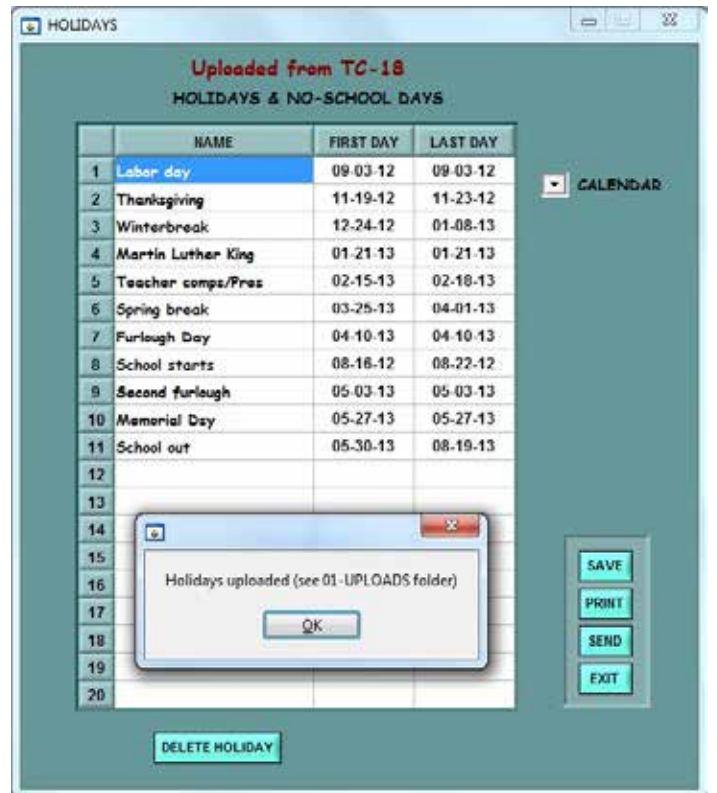 HOLIDAYS
Uploaded from TC-18
HOLIDAYS & NO-SCHOOL DAYS
NAME FIRST DAY LAST DAY
1 Labor day 09-03-12 09-03-12
CALENDAR
2 Thanksgiving 11-19-12 11-23-12
3 Winterbreak 12-24-12 01-08-13
4 Martin Luther King 01-21-13 01-21-13
5 Teacher comps/Pres 02-15-13 02-18-13
6 Spring break 03-25-13 04-01-13
7 Furlough Day 04-10-13 04-10-13
8 School starts 08-16-12 08-22-12
9 Second furlough 05-03-13 05-03-13
10 Memorial Day 05-27-13 05-27-13
11 School out 05-30-13 08-19-13
12
13
14
15
16
17
18
19
20
Holidays uploaded (see 01-UPLOADS folder)
OK
SAVE
PRINT
SEND
EXIT
DELETE HOLIDAY